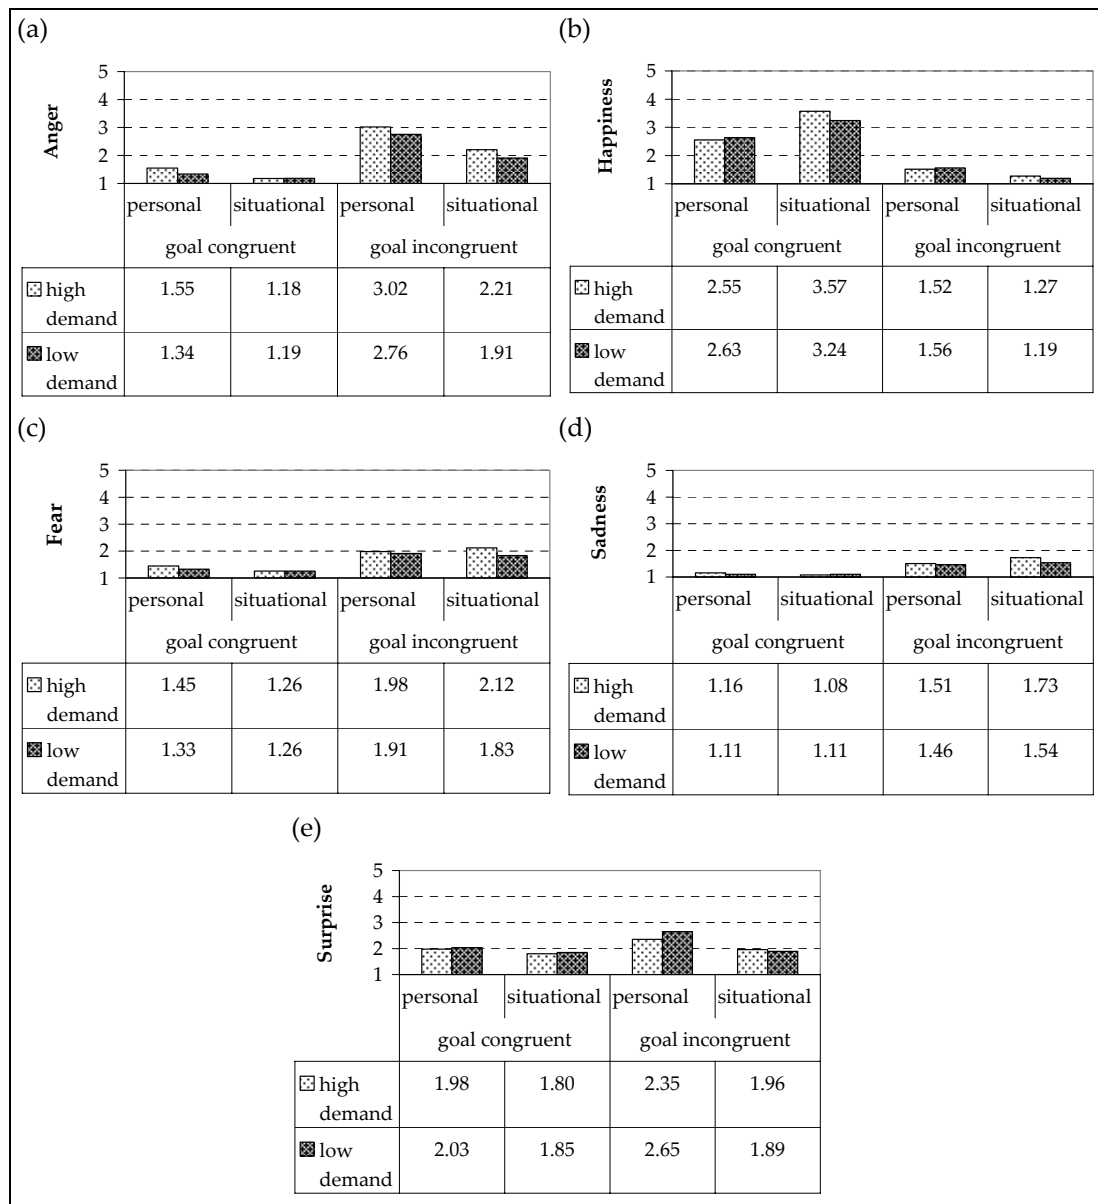 (a)
Anger
5
4
3
2
1
personal situational personal situational
goal congruent goal incongruent
high demand 1.55 1.18 3.02 2.21
low demand 1.34 1.19 2.76 1.91
(b)
Happiness
5
4
3
2
1
personal situational personal situational
goal congruent goal incongruent
high demand 2.55 3.57 1.52 1.27
low demand 2.63 3.24 1.56 1.19
(c)
Fear
5
4
3
2
1
personal situational personal situational
goal congruent goal incongruent
high demand 1.45 1.26 1.98 2.12
low demand 1.33 1.26 1.91 1.83
(d)
Sadness
5
4
3
2
1
personal situational personal situational
goal congruent goal incongruent
high demand 1.16 1.08 1.51 1.73
low demand 1.11 1.11 1.46 1.54
(e)
Surprise
5
4
3
2
1
personal situational personal situational
goal congruent goal incongruent
high demand 1.98 1.80 2.35 1.96
low demand 2.03 1.85 2.65 1.89